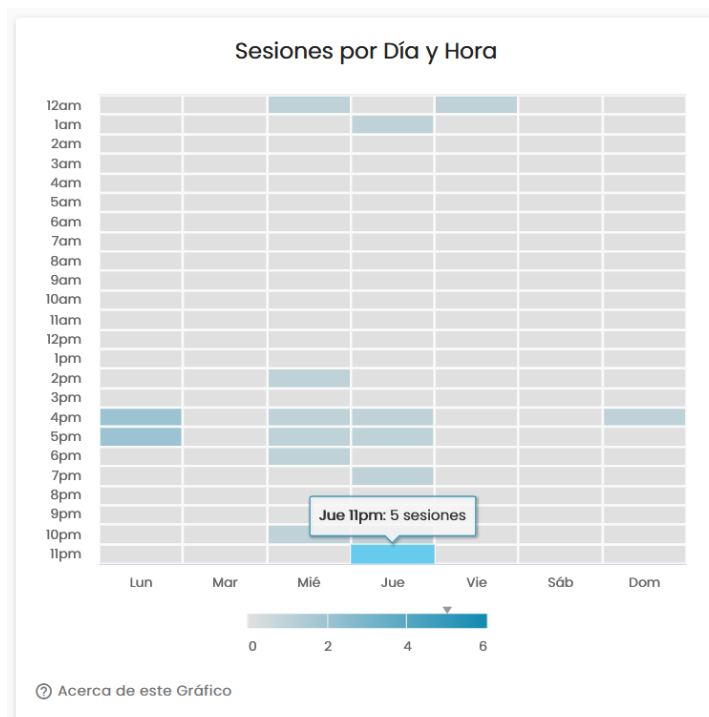 Sesiones por Día y Hora
12am
1am
2am
3am
4am
5am
6am
7am
8am
9am
10am
11am
12pm
1pm
2pm
3pm
4pm
5pm
6pm
7pm
8pm
9pm
Jue 11pm: 5 sesiones
10pm
11pm
Lun Mar Mié Jue Vie Sáb Dom
0 2 4 6
? Acerca de este Gráfico